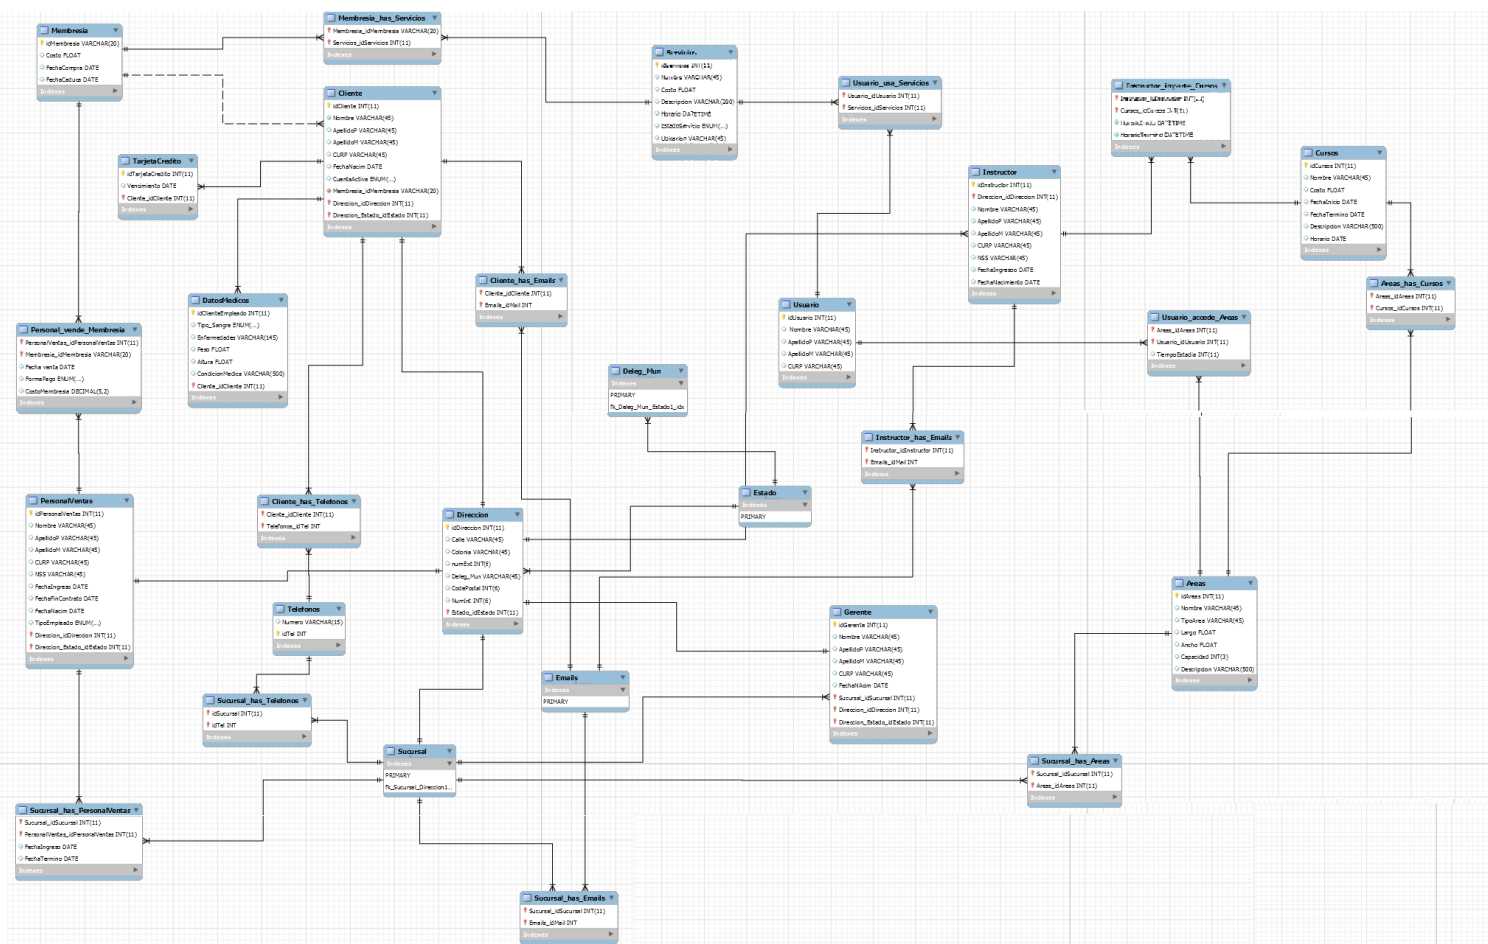 Membresia
idMembresia VARCHAR(20)
Costo FLOAT
FechaCompra DATE
FechaCaduca DATE
Indexes
Membresia_has_Servicios
Membresia_idMembresia VARCHAR(20)
Servicios_idServicios INT(11)
Indexes
Cliente
idCliente INT(11)
Nombre VARCHAR(45)
ApellidoP VARCHAR(45)
ApellidoM VARCHAR(45)
CURP VARCHAR(45)
FechaNacim DATE
CuentaActiva ENUM(...)
Membresia_idMembresia VARCHAR(20)
Direccion_idDireccion INT(11)
Direccion_Estado_idEstado INT(11)
Indexes
Servicios
idServicios INT(11)
Nombre VARCHAR(45)
Costo FLOAT
Descripcion VARCHAR(200)
Horario DATETIME
EstadoServicio ENUM(...)
Ubicacion VARCHAR(45)
Indexes
Usuario_usa_Servicios
Usuario_idUsuario INT(11)
Servicios_idServicios INT(11)
Indexes
Instructor_imparte_Cursos
Instructor_idInstructor INT(...)
Cursos_idCursos INT(11)
HorarioInicio DATETIME
HorarioTermino DATETIME
Indexes
Cursos
idCursos INT(11)
Nombre VARCHAR(45)
Costo FLOAT
FechaInicio DATE
FechaTermino DATE
Descripcion VARCHAR(500)
Horario DATE
Indexes
TarjetaCredito
idTarjetaCredito INT(11)
Vencimiento DATE
Cliente_idCliente INT(11)
Indexes
Instructor
idInstructor INT(11)
Direccion_idDireccion INT(11)
Nombre VARCHAR(45)
ApellidoP VARCHAR(45)
ApellidoM VARCHAR(45)
CURP VARCHAR(45)
NSS VARCHAR(45)
FechaIngreso DATE
FechaNacimiento DATE
Indexes
Cliente_has_Emails
Cliente_idCliente INT(11)
Emails_idMail INT
Indexes
Areas_has_Cursos
Areas_idAreas INT(11)
Cursos_idCursos INT(11)
Indexes
DatosMedicos
idClienteEmpleado INT(11)
Tipo_Sangre ENUM(...)
Enfermedades VARCHAR(145)
Peso FLOAT
Altura FLOAT
CondicionMedica VARCHAR(500)
Cliente_idCliente INT(11)
Indexes
Usuario
idUsuario INT(11)
Nombre VARCHAR(45)
ApellidoP VARCHAR(45)
ApellidoM VARCHAR(45)
CURP VARCHAR(45)
Indexes
Usuario_accede_Areas
Areas_idAreas INT(11)
Usuario_idUsuario INT(11)
TiempoEstadia INT(11)
Indexes
Personal_vende_Membresia
PersonalVentas_idPersonalVentas INT(11)
Membresia_idMembresia VARCHAR(20)
Fecha venta DATE
FormaPago ENUM(...)
CostoMembresia DECIMAL(5,2)
Indexes
Deleg_Mun
Indexes
PRIMARY
fk_Deleg_Mun_Estado1_idx
Instructor_has_Emails
Instructor_idInstructor INT(11)
Emails_idMail INT
Indexes
PersonalVentas
idPersonalVentas INT(11)
Nombre VARCHAR(45)
ApellidoP VARCHAR(45)
ApellidoM VARCHAR(45)
CURP VARCHAR(45)
NSS VARCHAR(45)
FechaIngreso DATE
FechaFinContrato DATE
FechaNacim DATE
TipoEmpleado ENUM(...)
Direccion_idDireccion INT(11)
Direccion_Estado_idEstado INT(11)
Indexes
Cliente_has_Telefonos
Cliente_idCliente INT(11)
Telefonos_idTel INT
Indexes
Direccion
idDireccion INT(11)
Calle VARCHAR(45)
Colonia VARCHAR(45)
numExt INT(6)
Deleg_Mun VARCHAR(45)
CodePostal INT(6)
NumInt INT(6)
Estado_idEstado INT(11)
Indexes
Estado
Indexes
PRIMARY
Areas
idAreas INT(11)
Nombre VARCHAR(45)
TipoArea VARCHAR(45)
Largo FLOAT
Ancho FLOAT
Capacidad INT(3)
Descripcion VARCHAR(500)
Indexes
Telefonos
Numero VARCHAR(15)
idTel INT
Indexes
Gerente
idGerente INT(11)
Nombre VARCHAR(45)
ApellidoP VARCHAR(45)
ApellidoM VARCHAR(45)
CURP VARCHAR(45)
FechaNAcim DATE
Sucursal_idSucursal INT(11)
Direccion_idDireccion INT(11)
Direccion_Estado_idEstado INT(11)
Indexes
Emails
Indexes
PRIMARY
Sucursal_has_Telefonos
idSucursal INT(11)
idTel INT
Indexes
Sucursal
Indexes
PRIMARY
fk_Sucursal_Direccion1...
Sucursal_has_Areas
Sucursal_idSucursal INT(11)
Areas_idAreas INT(11)
Indexes
Sucursal_has_PersonalVentas
Sucursal_idSucursal INT(11)
PersonalVentas_idPersonalVentas INT(11)
FechaIngreso DATE
FechaTermino DATE
Indexes
Sucursal_has_Emails
Sucursal_idSucursal INT(11)
Emails_idMail INT
Indexes